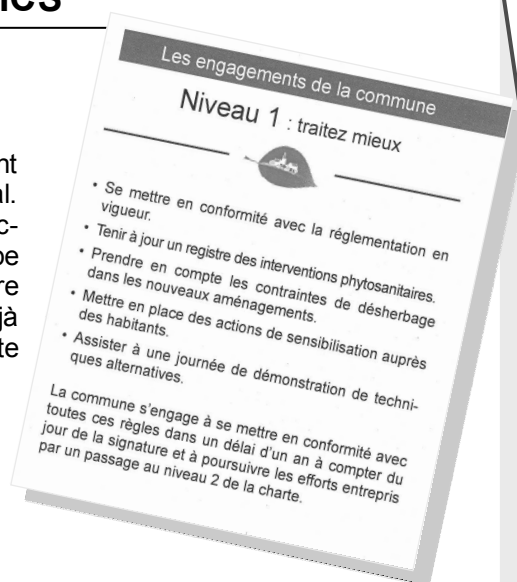 nt
al.
c-
re
jà
te
Les engagements de la commune
Niveau 1 : traitez mieux
• Se mettre en conformité avec la réglementation en
vigueur.
• Tenir à jour un registre des interventions phytosanitaires.
• Prendre en compte les contraintes de désherbage
dans les nouveaux aménagements.
• Mettre en place des actions de sensibilisation auprès
des habitants.
• Assister à une journée de démonstration de techni-
ques alternatives.
La commune s'engage à se mettre en conformité avec
toutes ces règles dans un délai d'un an à compter du
jour de la signature et à poursuivre les efforts entrepris
par un passage au niveau 2 de la charte.